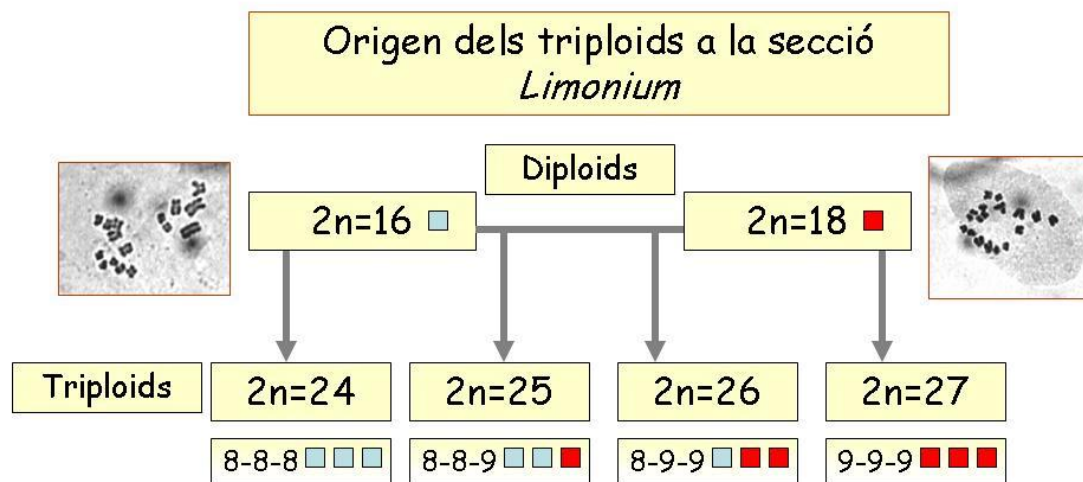 Origen dels triploids a la secció
Limonium
Diploids
2n=16
2n=18
Triploids
2n=24
2n=25
2n=26
2n=27
8-8-8
8-8-9
8-9-9
9-9-9